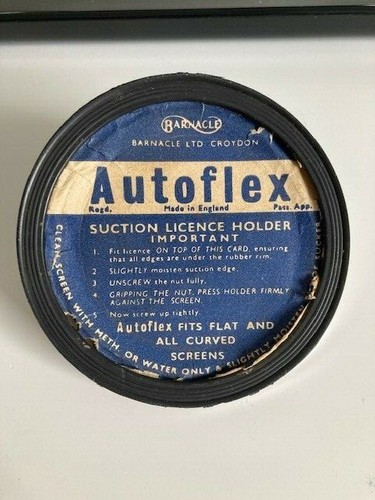 BARNACLE
BARNACLE LTD CROYDON
Autoflex
Regd. Made in England Pats. App.
SUCTION LICENCE HOLDER
IMPORTANT
1. Fit licence ON TOP OF THIS CARD, ensuring
that all edges are under the rubber rim.
2 SLIGHTLY moisten suction edge.
3 UNSCREW the nut fully.
4 GRIPPING THE NUT, PRESS HOLDER FIRMLY
AGAINST THE SCREEN.
5 Now screw up tightly
Autoflex FITS FLAT AND
ALL CURVED
SCREENS
CLEAN SCREEN WITH METH. OR WATER ONLY & SLIGHTLY MOISTEN SUCKER